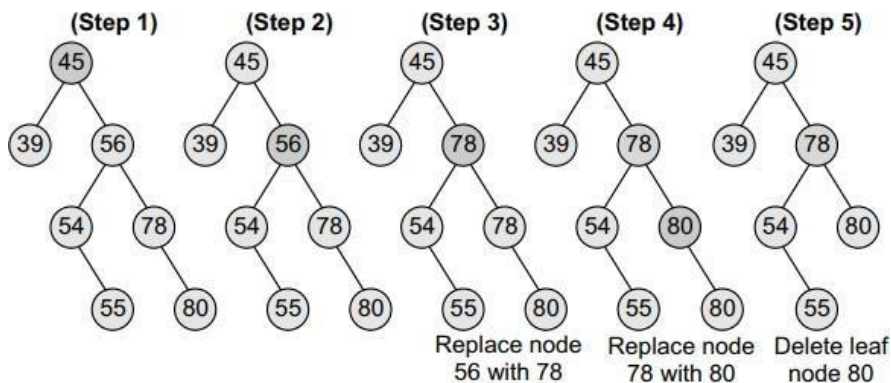 (Step 1) (Step 2) (Step 3) (Step 4) (Step 5)
45 45 45 45 45
39 56 39 56 39 78 39 78 39 78
54 78 54 78 54 78 54 80 54 80
55 80 55 80 55 80 55 80 55
Replace node Replace node Delete leaf
56 with 78 78 with 80 node 80